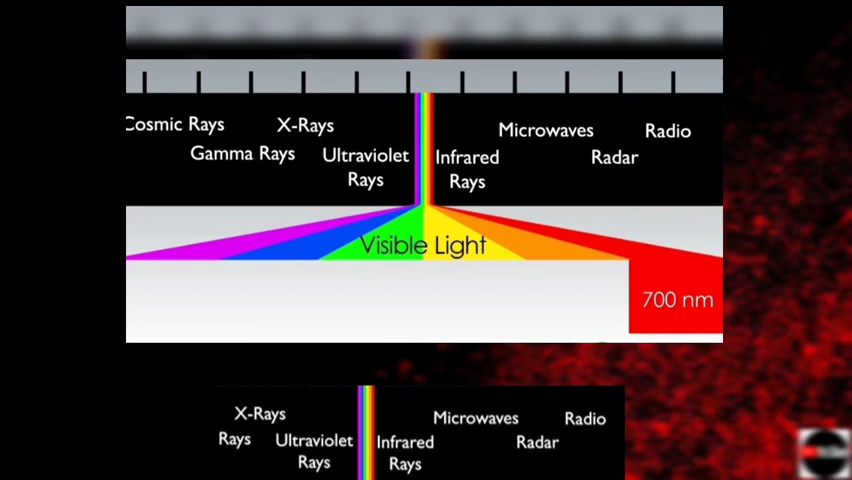 Cosmic Rays
X-Rays
Microwaves
Radio
Gamma Rays
Ultraviolet
Rays
Infrared
Rays
Radar
Visible Light
700 nm
X-Rays
Microwaves
Radio
Rays
Ultraviolet
Rays
Infrared
Rays
Radar